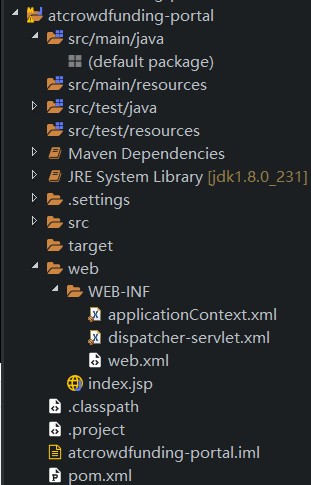 atcrowdfunding-portal
src/main/java
(default package)
src/main/resources
src/test/java
src/test/resources
Maven Dependencies
JRE System Library [jdk1.8.0_231]
.settings
src
target
web
WEB-INF
applicationContext.xml
dispatcher-servlet.xml
web.xml
index.jsp
.classpath
.project
atcrowdfunding-portal.iml
pom.xml